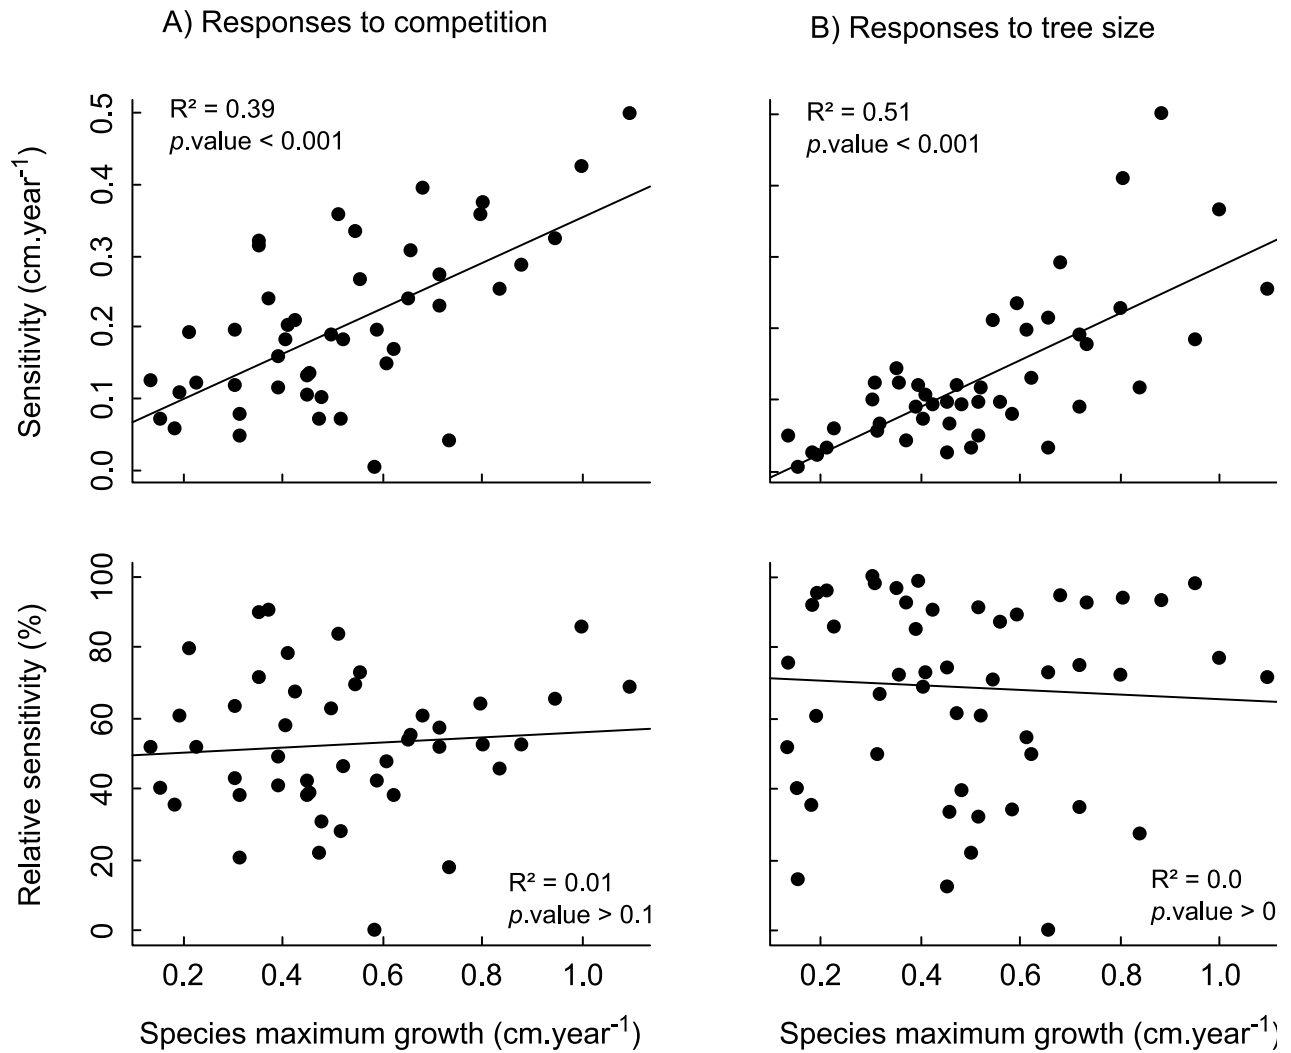 A) Responses to competition
B) Responses to tree size
R² = 0.39
p.value < 0.001
R² = 0.51
p.value < 0.001
Sensitivity (cm.year⁻¹)
0.5
0.4
0.3
0.2
0.1
0.0
Relative sensitivity (%)
100
80
60
40
20
0
R² = 0.01
p.value > 0.1
R² = 0.0
p.value > 0
0.2 0.4 0.6 0.8 1.0
0.2 0.4 0.6 0.8 1.0
Species maximum growth (cm.year⁻¹)
Species maximum growth (cm.year⁻¹)